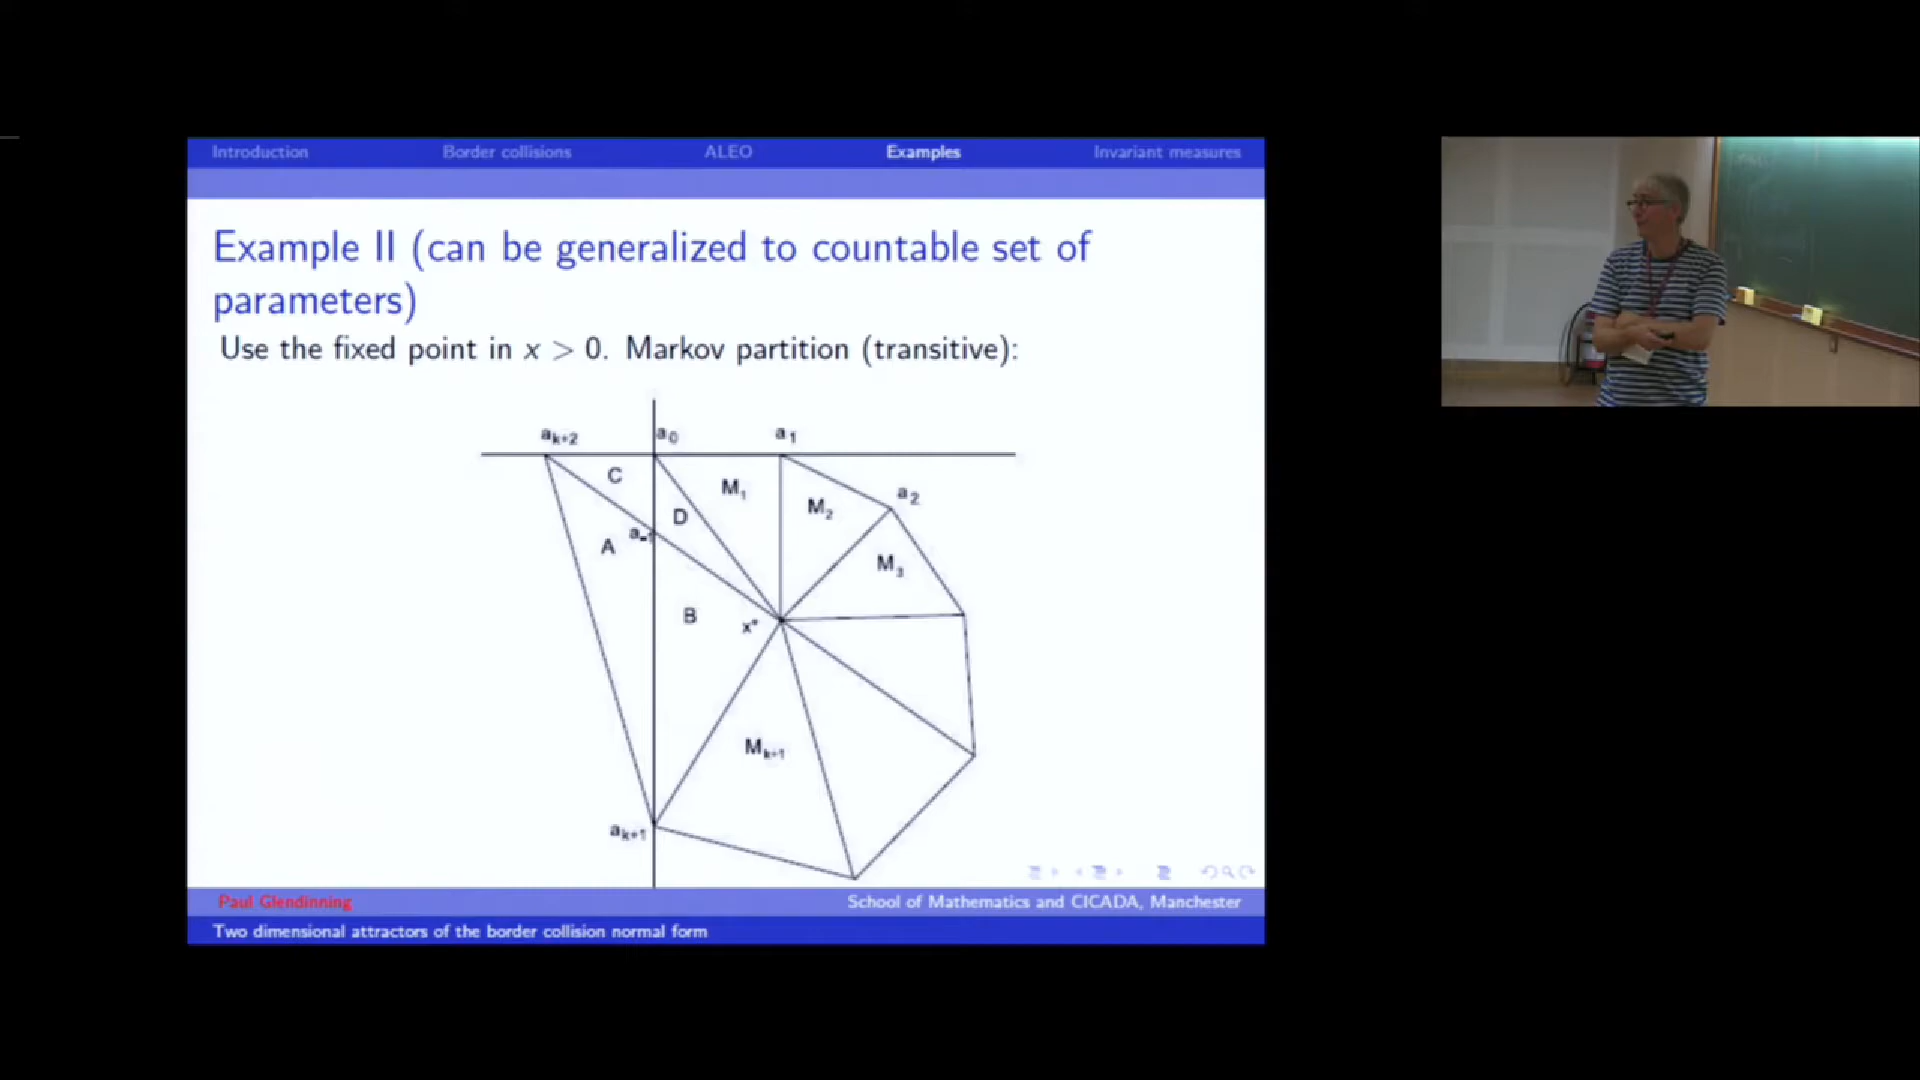 Introduction Border collisions ALEO Examples Invariant measures
Example II (can be generalized to countable set of
parameters)
Use the fixed point in x > 0. Markov partition (transitive):
a_{k+2} a_0 a_1
C
M_1
a_2
M_2
D
a_{-1}
A
M_3
B
x*
M_{k+1}
a_{k+1}
Paul Glendinning School of Mathematics and CICADA, Manchester
Two dimensional attractors of the border collision normal form